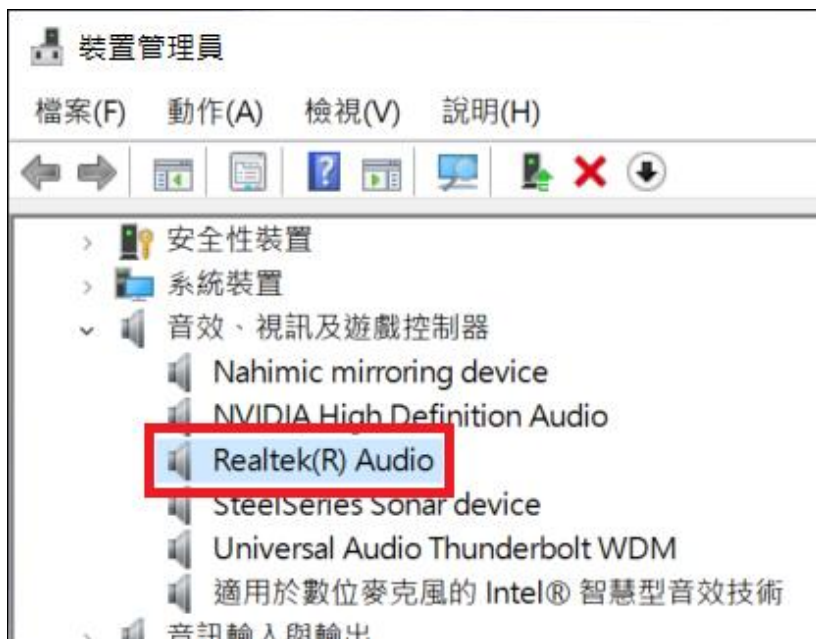 裝置管理員
檔案(F) 動作(A) 檢視(V) 說明(H)
安全性裝置
系統裝置
音效、視訊及遊戲控制器
Nahimic mirroring device
NVIDIA High Definition Audio
Realtek(R) Audio
SteelSeries Sonar device
Universal Audio Thunderbolt WDM
適用於數位麥克風的 Intel® 智慧型音效技術
音訊輸入與輸出